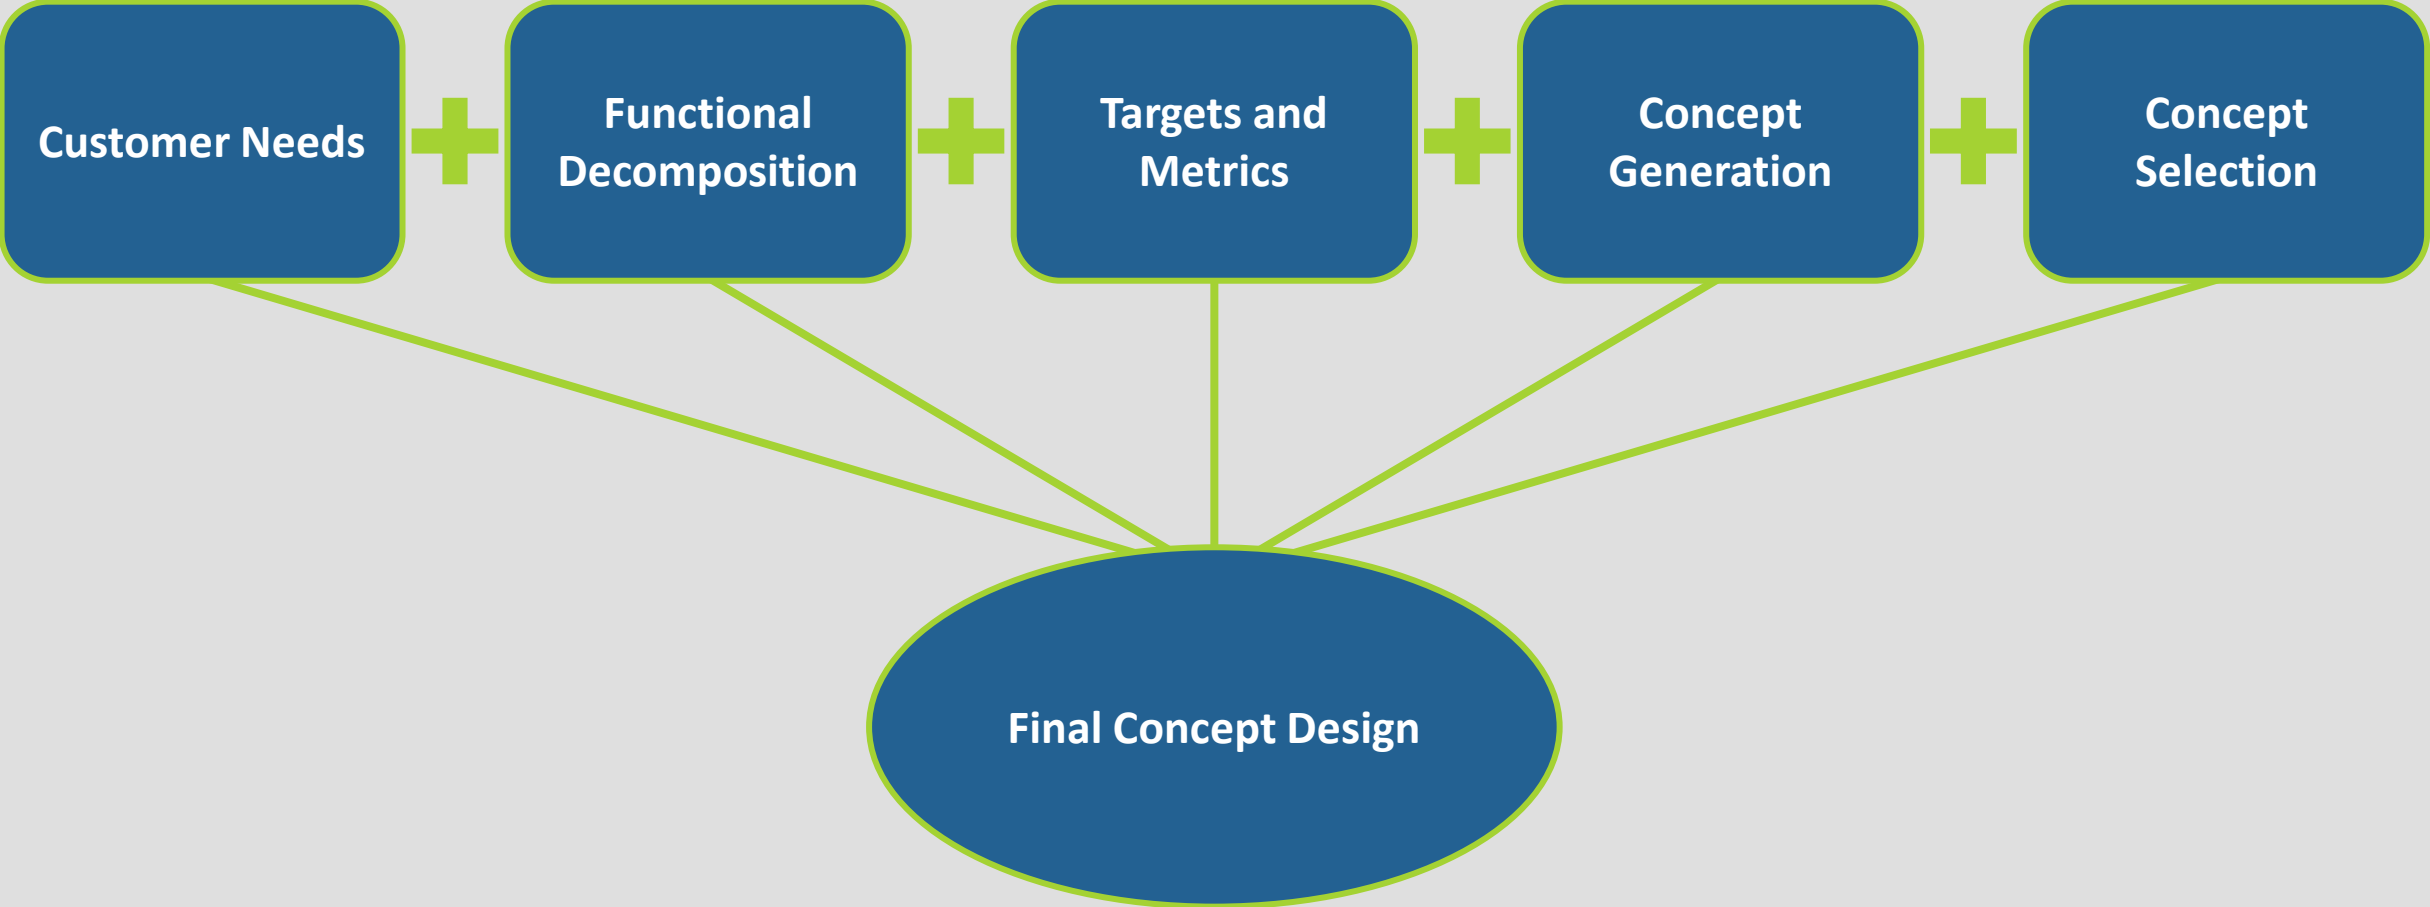 Customer Needs
Functional
Decomposition
Targets and
Metrics
Concept
Generation
Concept
Selection
Final Concept Design